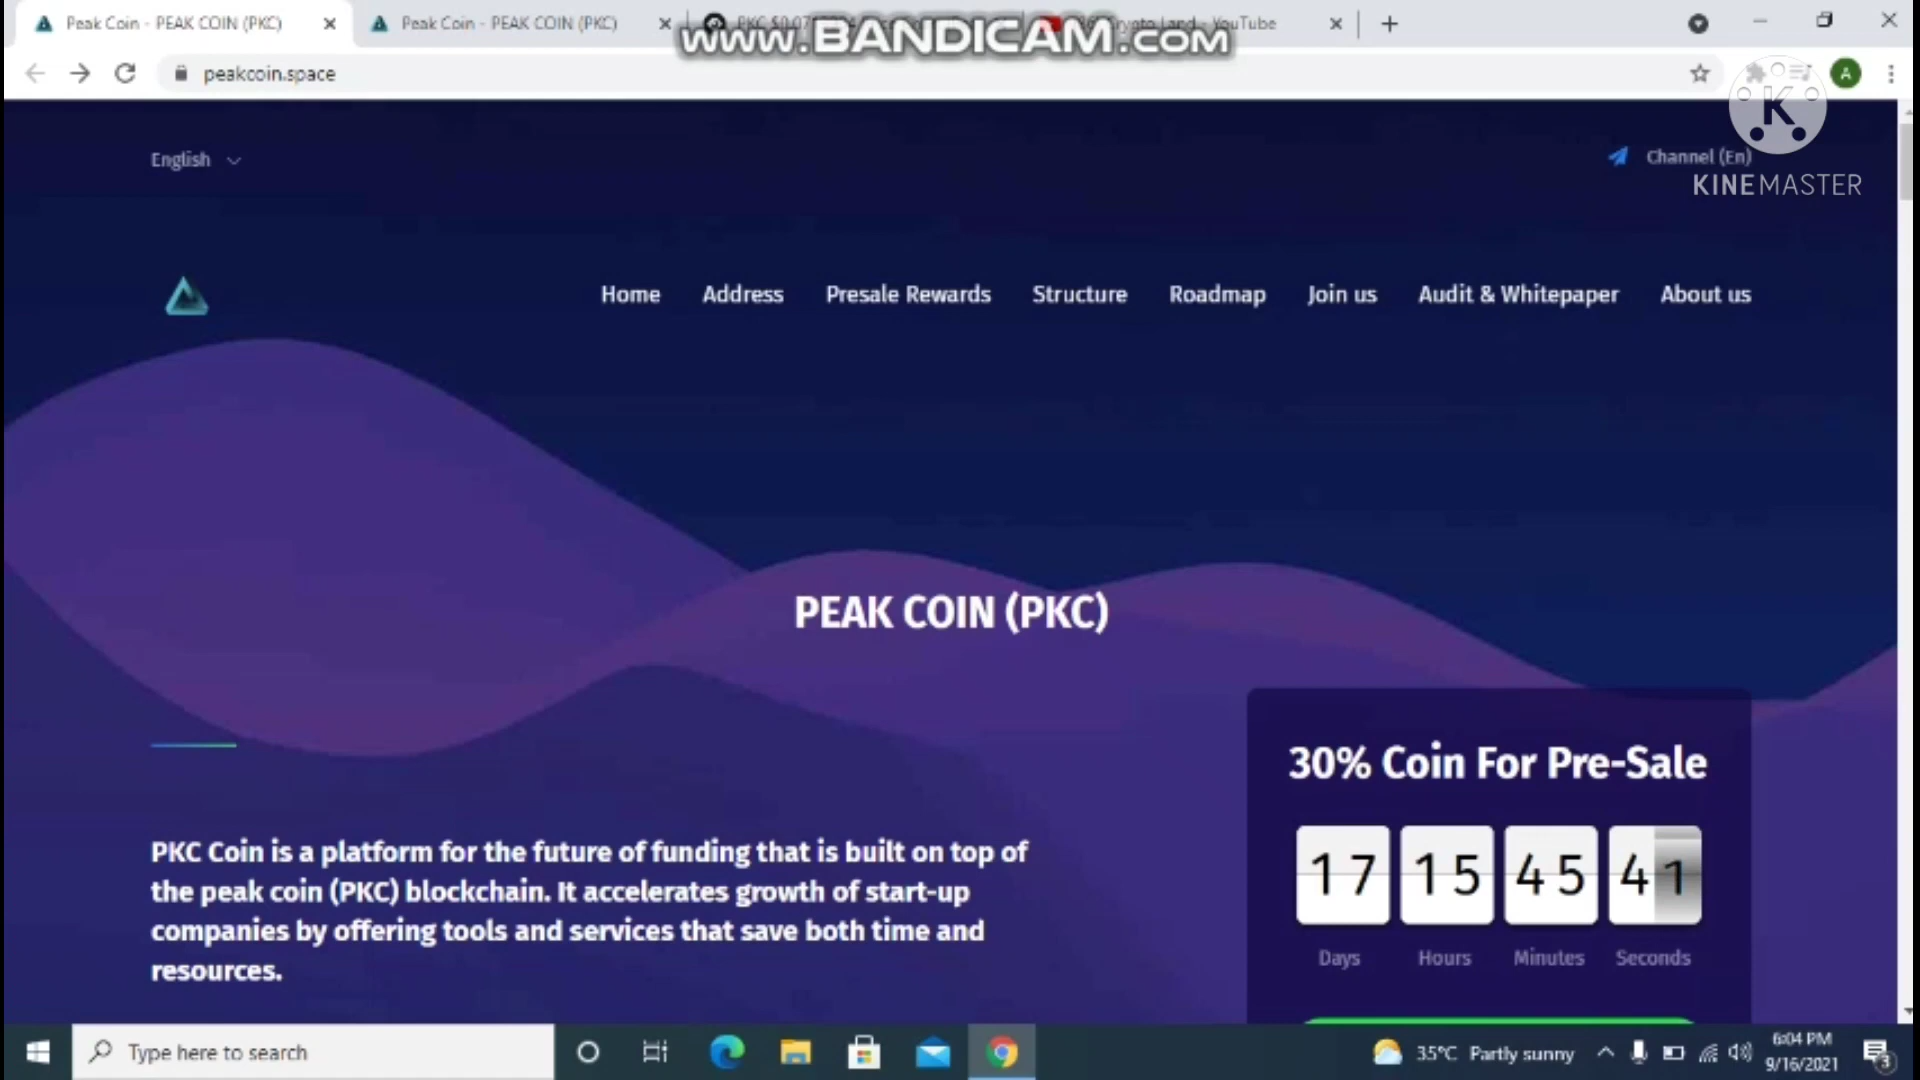 Peak Coin - PEAK COIN (PKC)
Peak Coin - PEAK COIN (PKC)
Crypto Land - YouTube
www.BANDICAM.com
peakcoin.space
A
K
KINEMASTER
English
Channel (En)
Home
Address
Presale Rewards
Structure
Roadmap
Join us
Audit & Whitepaper
About us
PEAK COIN (PKC)
30% Coin For Pre-Sale
17 15 45 41
Days Hours Minutes Seconds
PKC Coin is a platform for the future of funding that is built on top of
the peak coin (PKC) blockchain. It accelerates growth of start-up
companies by offering tools and services that save both time and
resources.
Type here to search
35°C Partly sunny
6:04 PM
9/16/2021
3